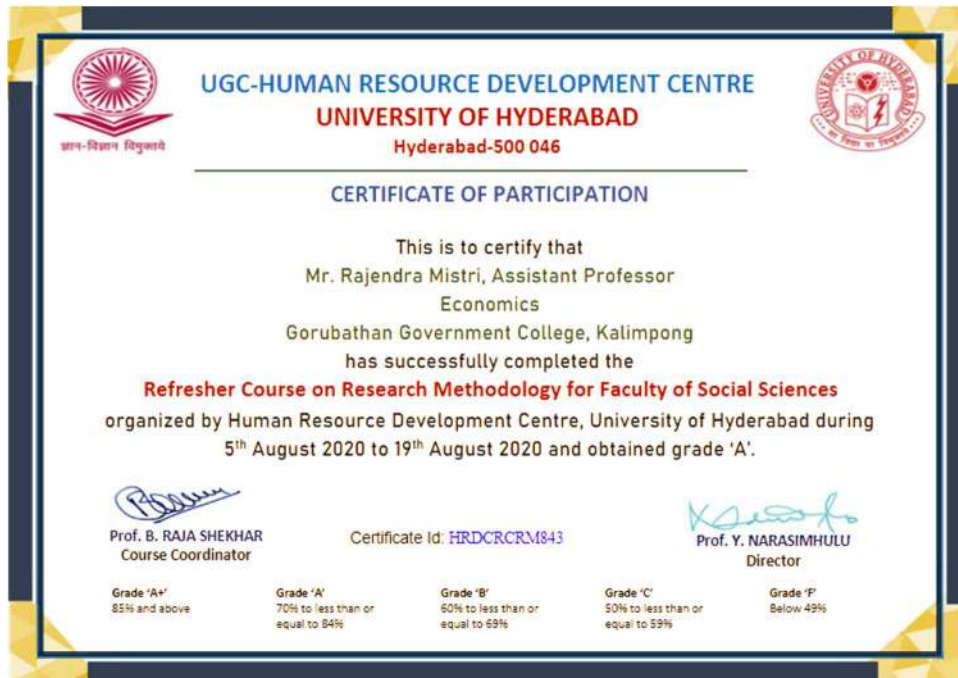 UGC-HUMAN RESOURCE DEVELOPMENT CENTRE
UNIVERSITY OF HYDERABAD
Hyderabad-500 046
ज्ञान-विज्ञान विमुक्तये
UNIVERSITY OF HYDERABAD
सा विद्या या विमुक्तये
CERTIFICATE OF PARTICIPATION
This is to certify that
Mr. Rajendra Mistri, Assistant Professor
Economics
Gorubathan Government College, Kalimpong
has successfully completed the
Refresher Course on Research Methodology for Faculty of Social Sciences
organized by Human Resource Development Centre, University of Hyderabad during
5th August 2020 to 19th August 2020 and obtained grade 'A'.
Prof. B. RAJA SHEKHAR
Course Coordinator
Certificate Id: HRDCRCRM843
Prof. Y. NARASIMHULU
Director
Grade 'A+'
85% and above
Grade 'A'
70% to less than or
equal to 84%
Grade 'B'
60% to less than or
equal to 69%
Grade 'C'
50% to less than or
equal to 59%
Grade 'F'
Below 49%